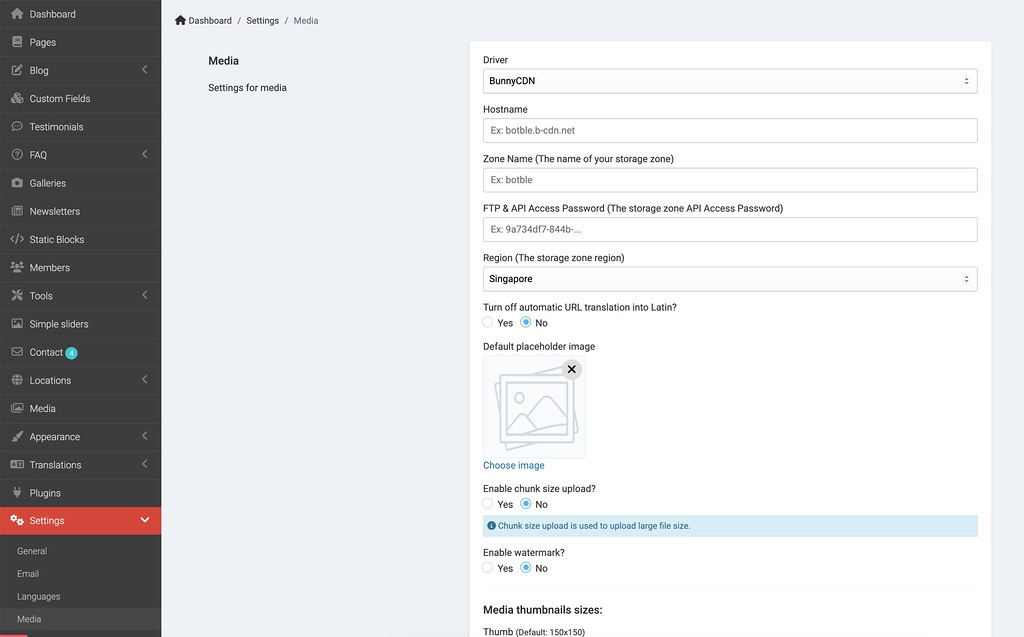 Dashboard
Pages
Blog
Custom Fields
Testimonials
FAQ
Galleries
Newsletters
Static Blocks
Members
Tools
Simple sliders
Contact 4
Locations
Media
Appearance
Translations
Plugins
Settings
General
Email
Languages
Media
Dashboard / Settings / Media
Media
Settings for media
Driver
BunnyCDN
Hostname
Ex: botble.b-cdn.net
Zone Name (The name of your storage zone)
Ex: botble
FTP & API Access Password (The storage zone API Access Password)
Ex: 9a734df7-844b-...
Region (The storage zone region)
Singapore
Turn off automatic URL translation into Latin?
Yes No
Default placeholder image
Choose image
Enable chunk size upload?
Yes No
Chunk size upload is used to upload large file size.
Enable watermark?
Yes No
Media thumbnails sizes:
Thumb (Default: 150x150)